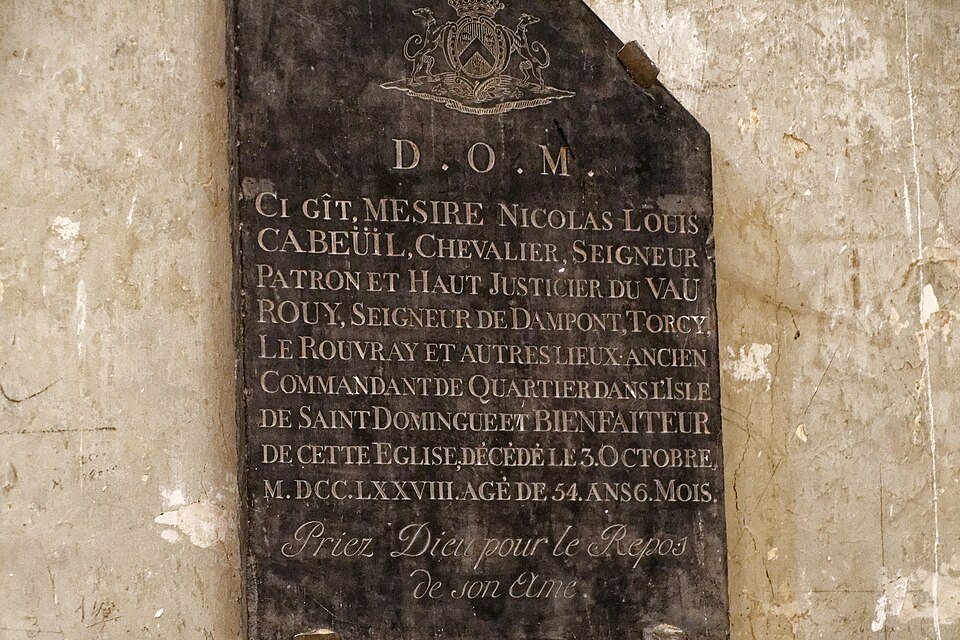 D. O. M.
CI GÎT, MESIRE NICOLAS LOUIS
CABEÜÏL, CHEVALIER, SEIGNEUR
PATRON ET HAUT JUSTICIER DU VAU
ROUY, SEIGNEUR DE DAMPONT, TORCY,
LE ROUVRAY ET AUTRES LIEUX. ANCIEN
COMMANDANT DE QUARTIER DANS L'ISLE
DE SAINT DOMINGUE ET BIENFAITEUR
DE CETTE EGLISE, DÉCÉDÉ LE 3. OCTOBRE,
M. DCC. LXXVIII. AGÉ DE 54. ANS 6. MOIS.
Priez Dieu pour le Repos
de son Ame.